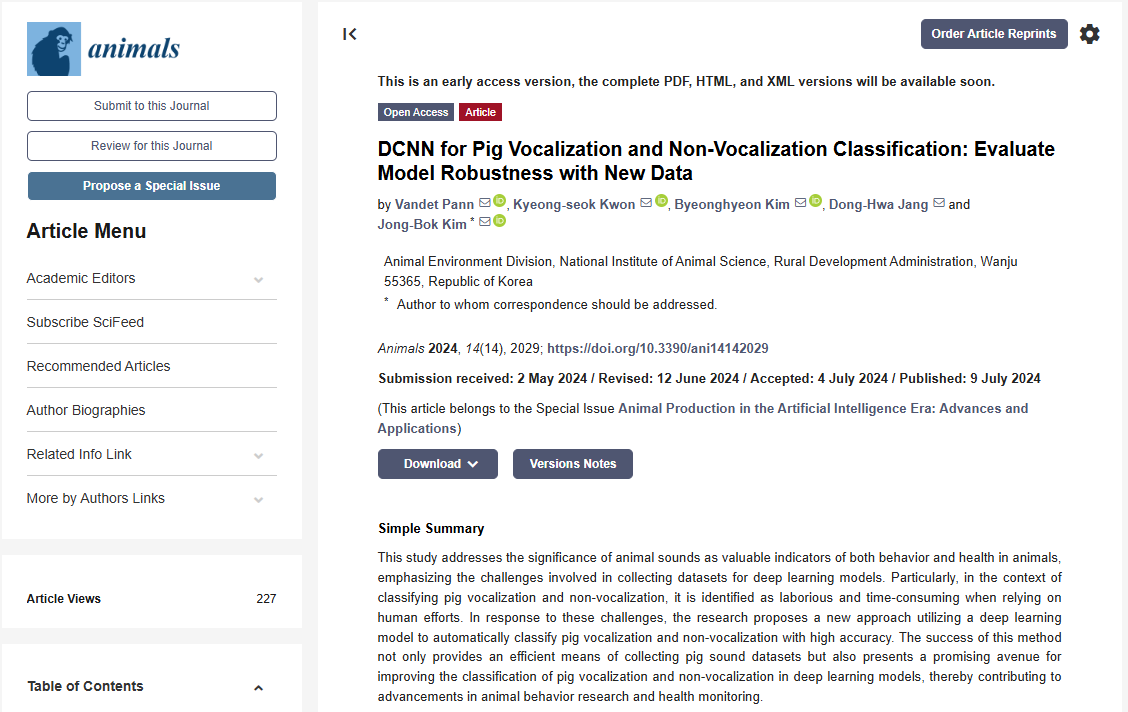 animals
Submit to this Journal
Review for this Journal
Propose a Special Issue
Article Menu
Academic Editors
Subscribe SciFeed
Recommended Articles
Author Biographies
Related Info Link
More by Authors Links
Article Views 227
Table of Contents
Order Article Reprints
This is an early access version, the complete PDF, HTML, and XML versions will be available soon.
Open Access Article
DCNN for Pig Vocalization and Non-Vocalization Classification: Evaluate
Model Robustness with New Data
by Vandet Pann iD, Kyeong-seok Kwon iD, Byeonghyeon Kim iD, Dong-Hwa Jang and
Jong-Bok Kim * iD
Animal Environment Division, National Institute of Animal Science, Rural Development Administration, Wanju
55365, Republic of Korea
* Author to whom correspondence should be addressed.
Animals 2024, 14(14), 2029; https://doi.org/10.3390/ani14142029
Submission received: 2 May 2024 / Revised: 12 June 2024 / Accepted: 4 July 2024 / Published: 9 July 2024
(This article belongs to the Special Issue Animal Production in the Artificial Intelligence Era: Advances and
Applications)
Download
Versions Notes
Simple Summary
This study addresses the significance of animal sounds as valuable indicators of both behavior and health in animals,
emphasizing the challenges involved in collecting datasets for deep learning models. Particularly, in the context of
classifying pig vocalization and non-vocalization, it is identified as laborious and time-consuming when relying on
human efforts. In response to these challenges, the research proposes a new approach utilizing a deep learning
model to automatically classify pig vocalization and non-vocalization with high accuracy. The success of this method
not only provides an efficient means of collecting pig sound datasets but also presents a promising avenue for
improving the classification of pig vocalization and non-vocalization in deep learning models, thereby contributing to
advancements in animal behavior research and health monitoring.